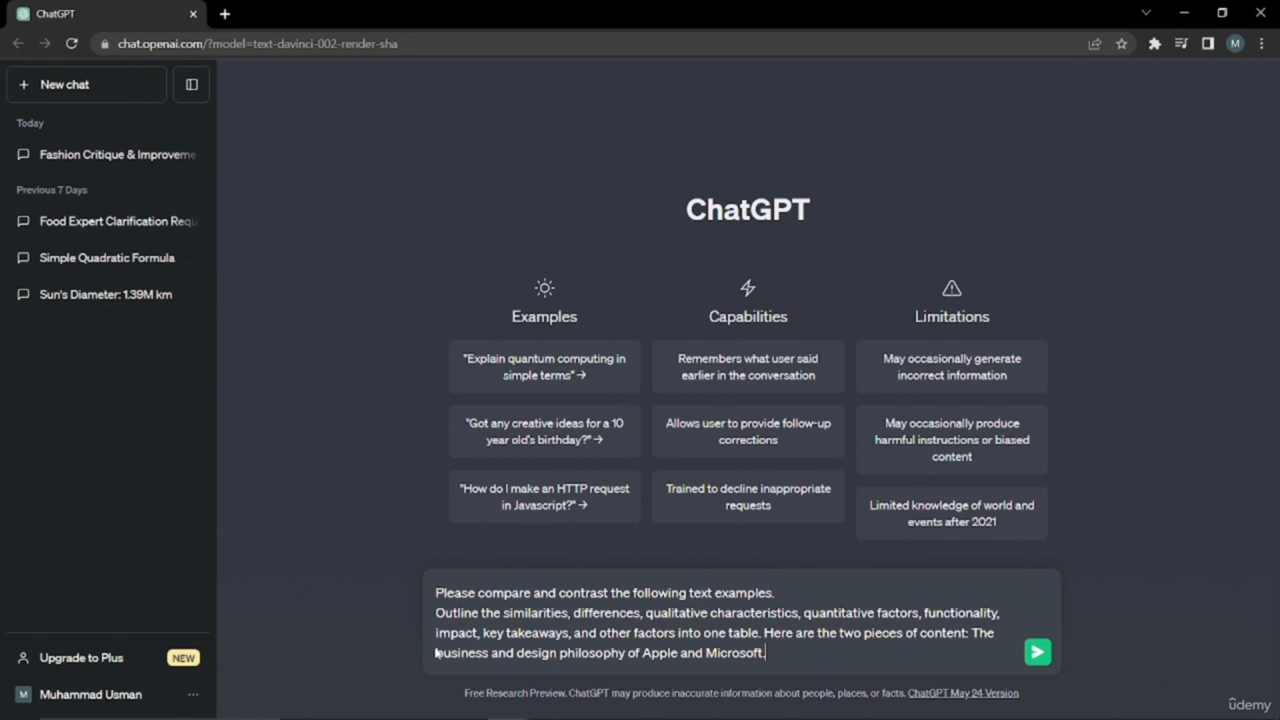 ChatGPT
chat.openai.com/?model=text-davinci-002-render-sha
M
New chat
Today
Fashion Critique & Improveme
Previous 7 Days
Food Expert Clarification Requ
Simple Quadratic Formula
Sun's Diameter: 1.39M km
Upgrade to Plus
NEW
M
Muhammad Usman
ChatGPT
Examples
"Explain quantum computing in
simple terms" →
"Got any creative ideas for a 10
year old's birthday?" →
"How do I make an HTTP request
in Javascript?" →
Capabilities
Remembers what user said
earlier in the conversation
Allows user to provide follow-up
corrections
Trained to decline inappropriate
requests
Limitations
May occasionally generate
incorrect information
May occasionally produce
harmful instructions or biased
content
Limited knowledge of world and
events after 2021
Please compare and contrast the following text examples.
Outline the similarities, differences, qualitative characteristics, quantitative factors, functionality,
impact, key takeaways, and other factors into one table. Here are the two pieces of content: The
business and design philosophy of Apple and Microsoft.
Free Research Preview. ChatGPT may produce inaccurate information about people, places, or facts. ChatGPT May 24 Version
ûdemy